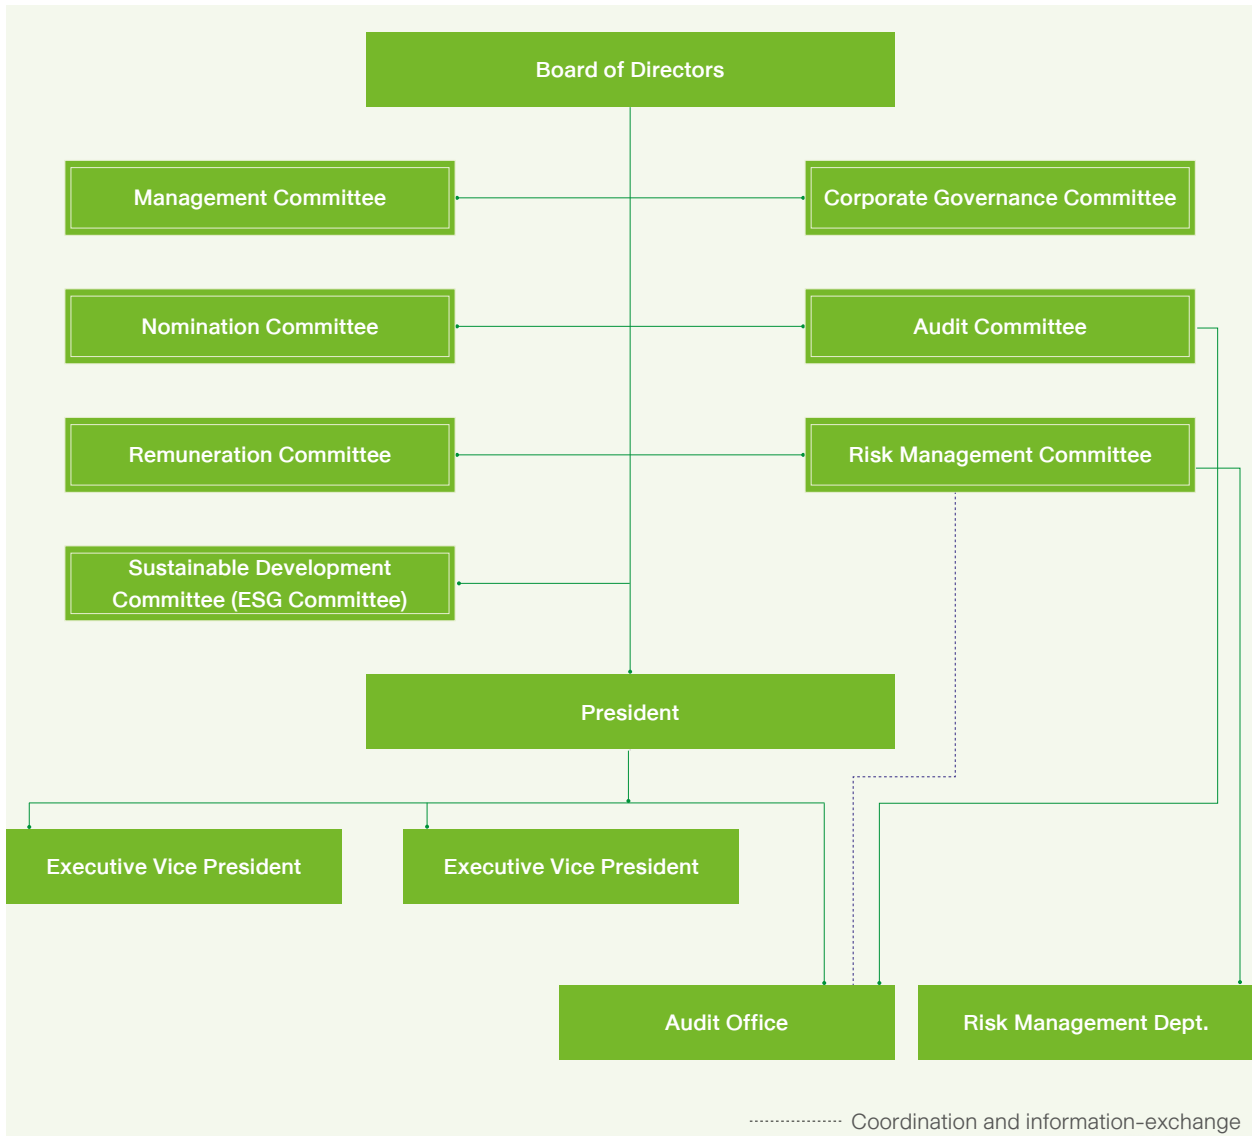 Board of Directors
Management Committee
Corporate Governance Committee
Nomination Committee
Audit Committee
Remuneration Committee
Risk Management Committee
Sustainable Development
Committee (ESG Committee)
President
Executive Vice President
Executive Vice President
Audit Office
Risk Management Dept.
Coordination and information-exchange